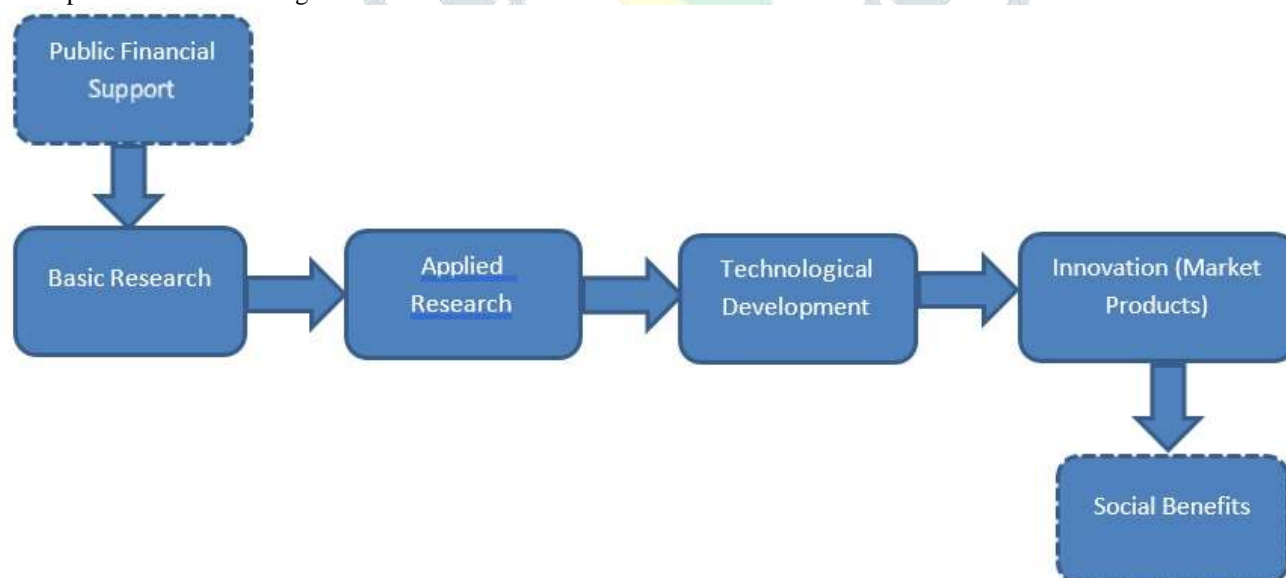 Public Financial
Support
Basic Research
Applied
Research
Technological
Development
Innovation (Market
Products)
Social Benefits